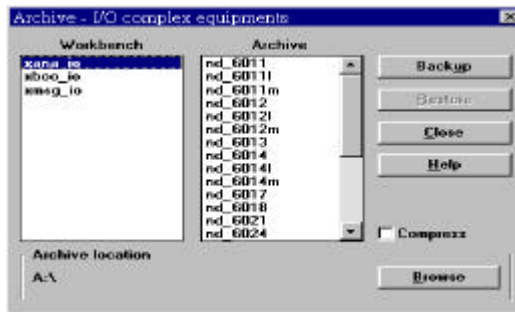 Archive - I/O complex equipments
Workbench
xana_io
xboo_io
xmsg_io
Archive
nd_6011
nd_6011l
nd_6011m
nd_6012
nd_6012l
nd_6012m
nd_6013
nd_6014
nd_6014l
nd_6014m
nd_6017
nd_6018
nd_6021
nd_6024
Backup
Restore
Close
Help
Compress
Archive location
A:\
Browse